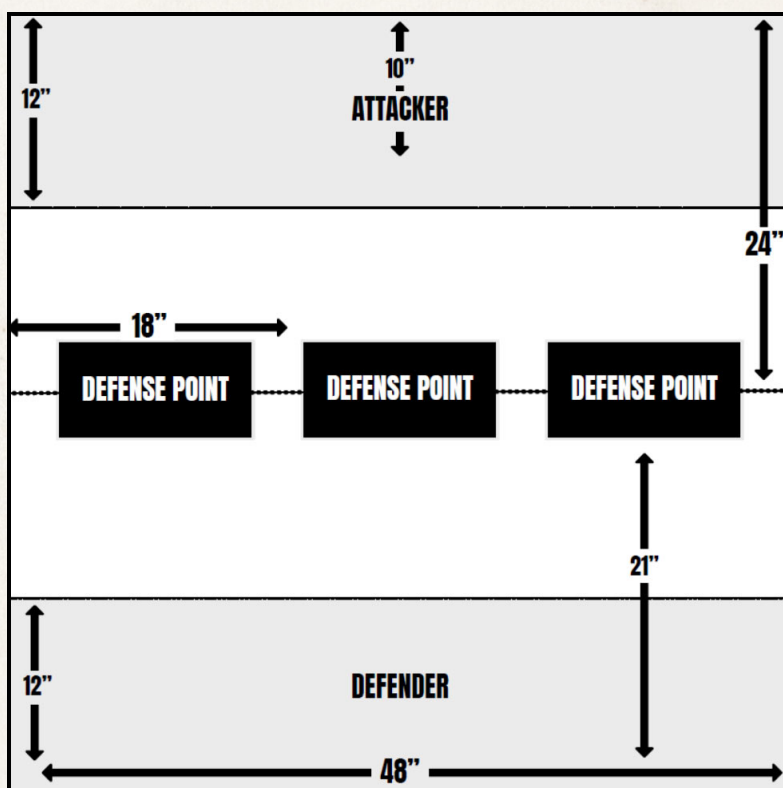 10”
12”
ATTACKER
24”
18”
DEFENSE POINT
DEFENSE POINT
DEFENSE POINT
21”
12”
DEFENDER
48”